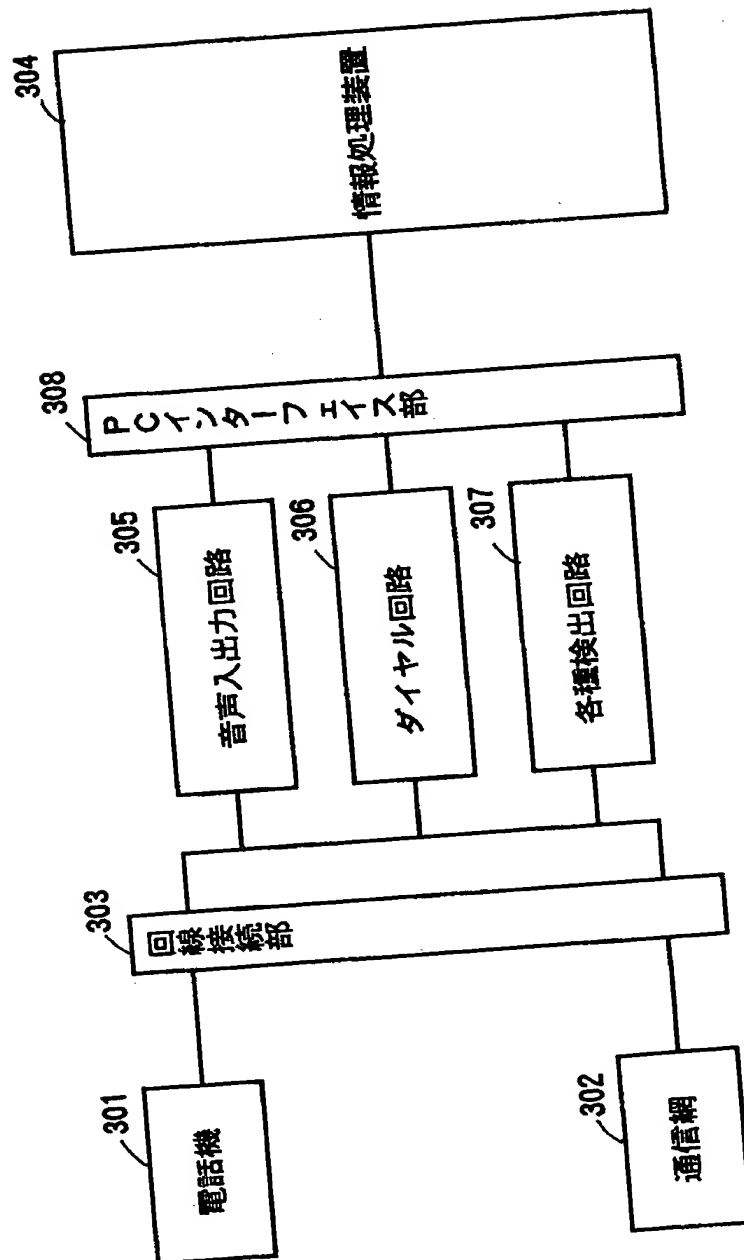 301
電話機
302
通信網
303
回線接続部
305
音声入出力回路
306
ダイヤル回路
307
各種検出回路
308
PCインターフェイス部
304
情報処理装置